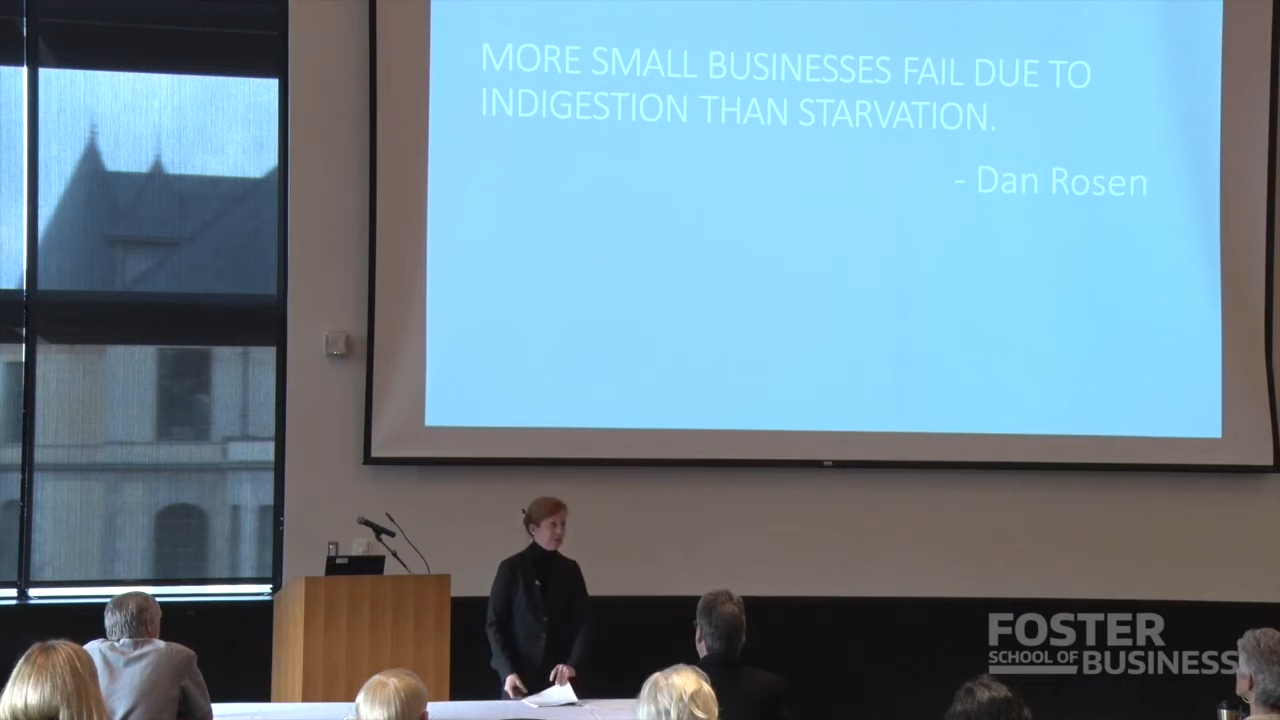 MORE SMALL BUSINESSES FAIL DUE TO
INDIGESTION THAN STARVATION.
- Dan Rosen
FOSTER
SCHOOL OF BUSINESS